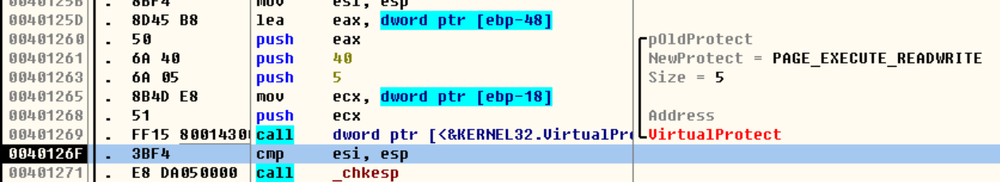 0040125B . 8BF4 mov esi, esp
0040125D . 8D45 B8 lea eax, dword ptr [ebp-48]
00401260 . 50 push eax pOldProtect
00401261 . 6A 40 push 40 NewProtect = PAGE_EXECUTE_READWRITE
00401263 . 6A 05 push 5 Size = 5
00401265 . 8B4D E8 mov ecx, dword ptr [ebp-18]
00401268 . 51 push ecx Address
00401269 . FF15 8001430 call dword ptr [<&KERNEL32.VirtualPro VirtualProtect
0040126F . 3BF4 cmp esi, esp
00401271 . E8 DA050000 call _chkesp